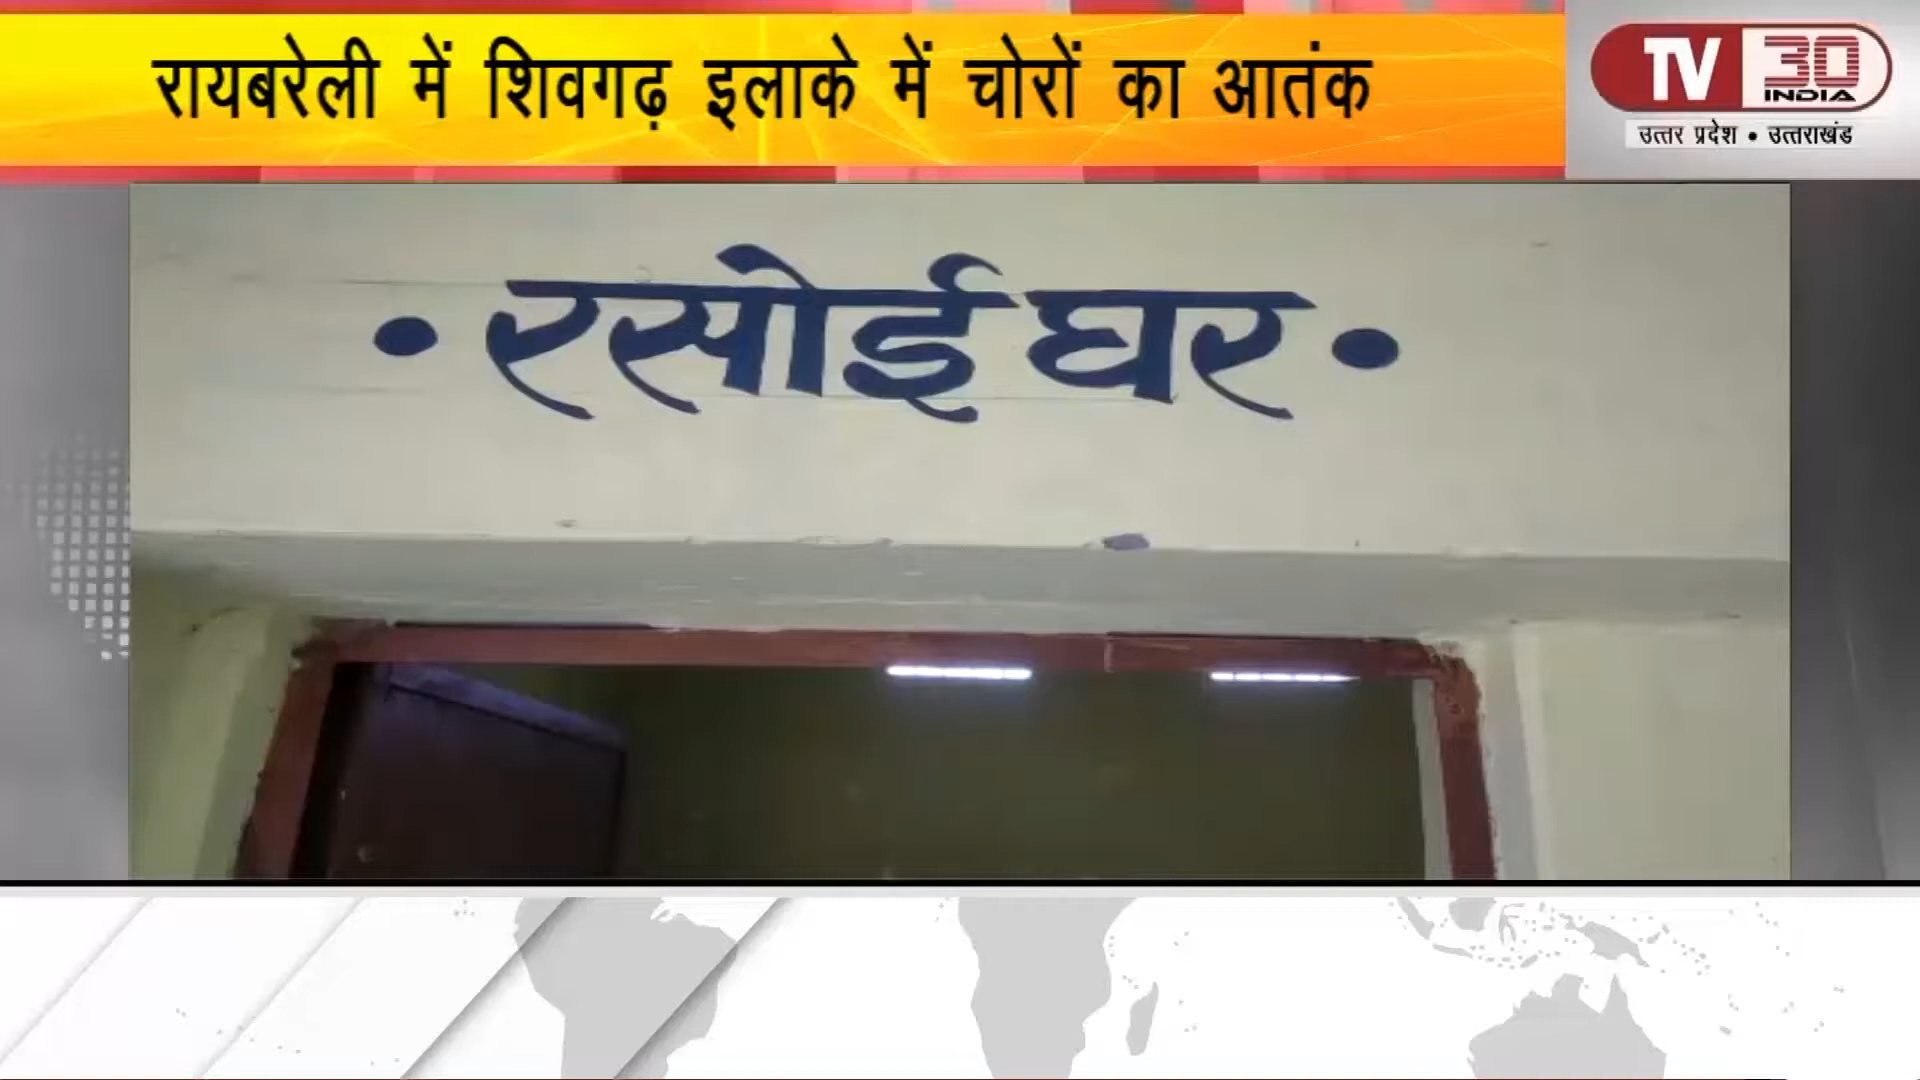 रायबरेली में शिवगढ़ इलाके में चोरों का आतंक
TV 30 INDIA
उत्तर प्रदेश • उत्तराखंड
• रसोई घर •